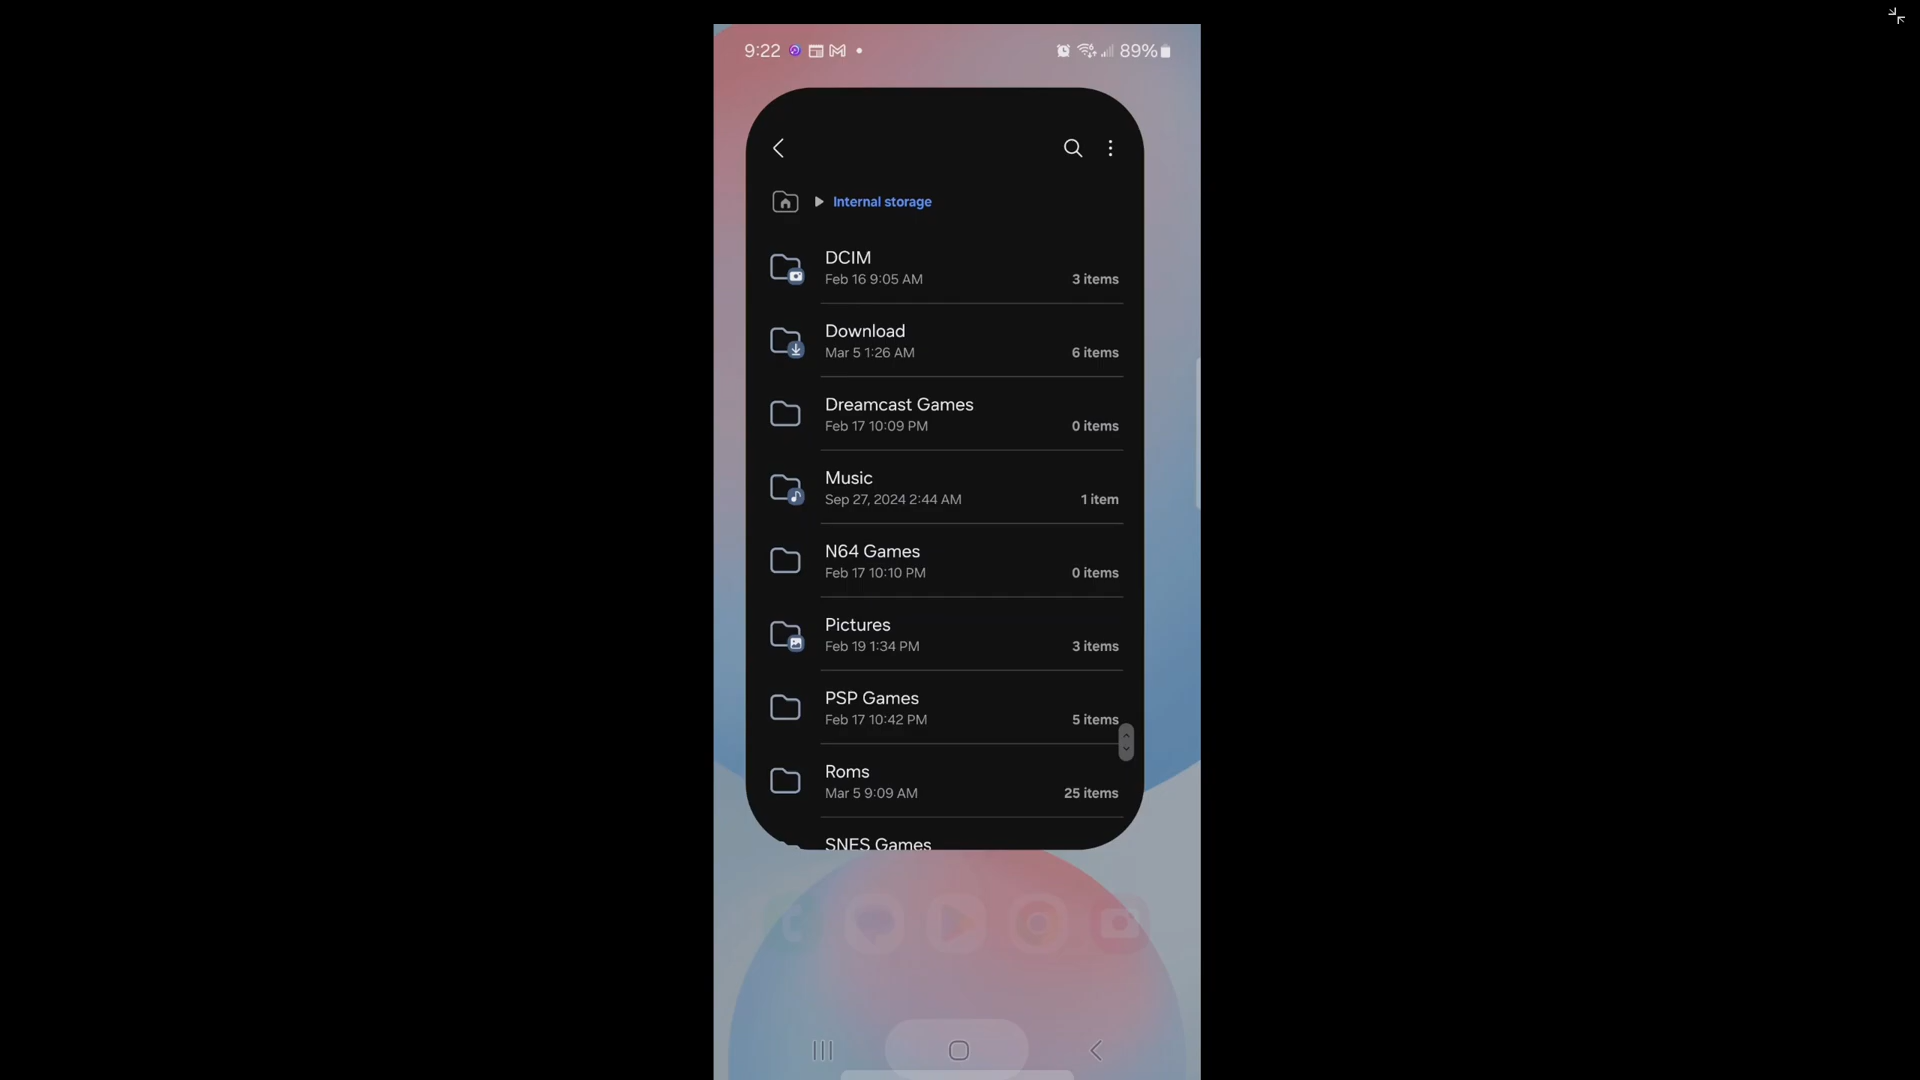 9:22
89%
Internal storage
DCIM
Feb 16 9:05 AM
3 items
Download
Mar 5 1:26 AM
6 items
Dreamcast Games
Feb 17 10:09 PM
0 items
Music
Sep 27, 2024 2:44 AM
1 item
N64 Games
Feb 17 10:10 PM
0 items
Pictures
Feb 19 1:34 PM
3 items
PSP Games
Feb 17 10:42 PM
5 items
Roms
Mar 5 9:09 AM
25 items
SNES Games